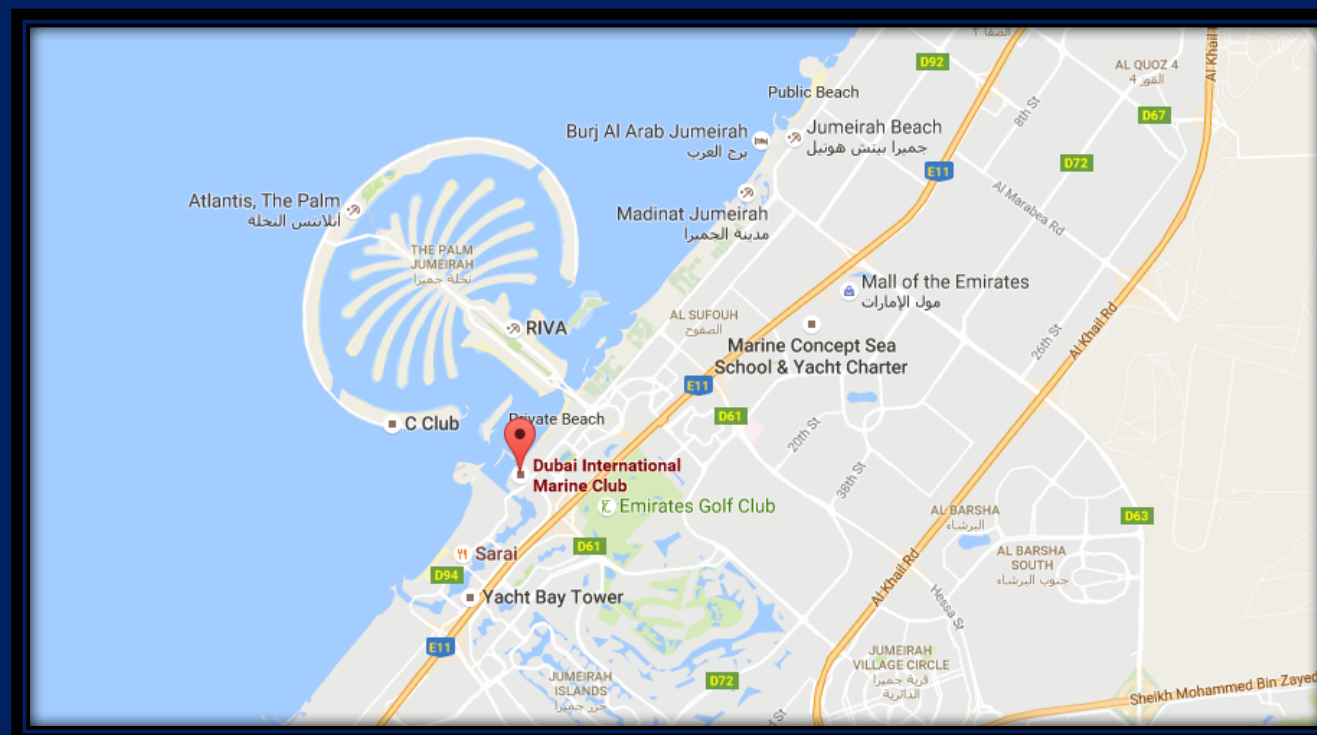 الصفا ٢
D92
AL QUOZ 4
القوز 4
Al Khail
Public Beach
D67
8th St
Burj Al Arab Jumeirah
برج العرب
Jumeirah Beach
جميرا بيتش هوتيل
D72
E11
Al Marabea Rd
Atlantis, The Palm
أتلانتس النخلة
Madinat Jumeirah
مدينة الجميرا
THE PALM
JUMEIRAH
نخلة جميرا
Mall of the Emirates
مول الإمارات
AL SUFOUH
الصفوح
RIVA
Marine Concept Sea
School & Yacht Charter
26th St
Al Khail Rd
E11
D61
C Club
Private Beach
20th St
Dubai International
Marine Club
38th St
Emirates Golf Club
AL BARSHA
البرشاء
D63
D61
Sarai
AL BARSHA
SOUTH
جنوب البرشاء
D94
Al Khail Rd
Yacht Bay Tower
Hessa St
E11
JUMEIRAH
VILLAGE CIRCLE
قرية جميرا
الدائرية
JUMEIRAH
ISLANDS
جزر جميرا
D72
Sheikh Mohammed Bin Zayed